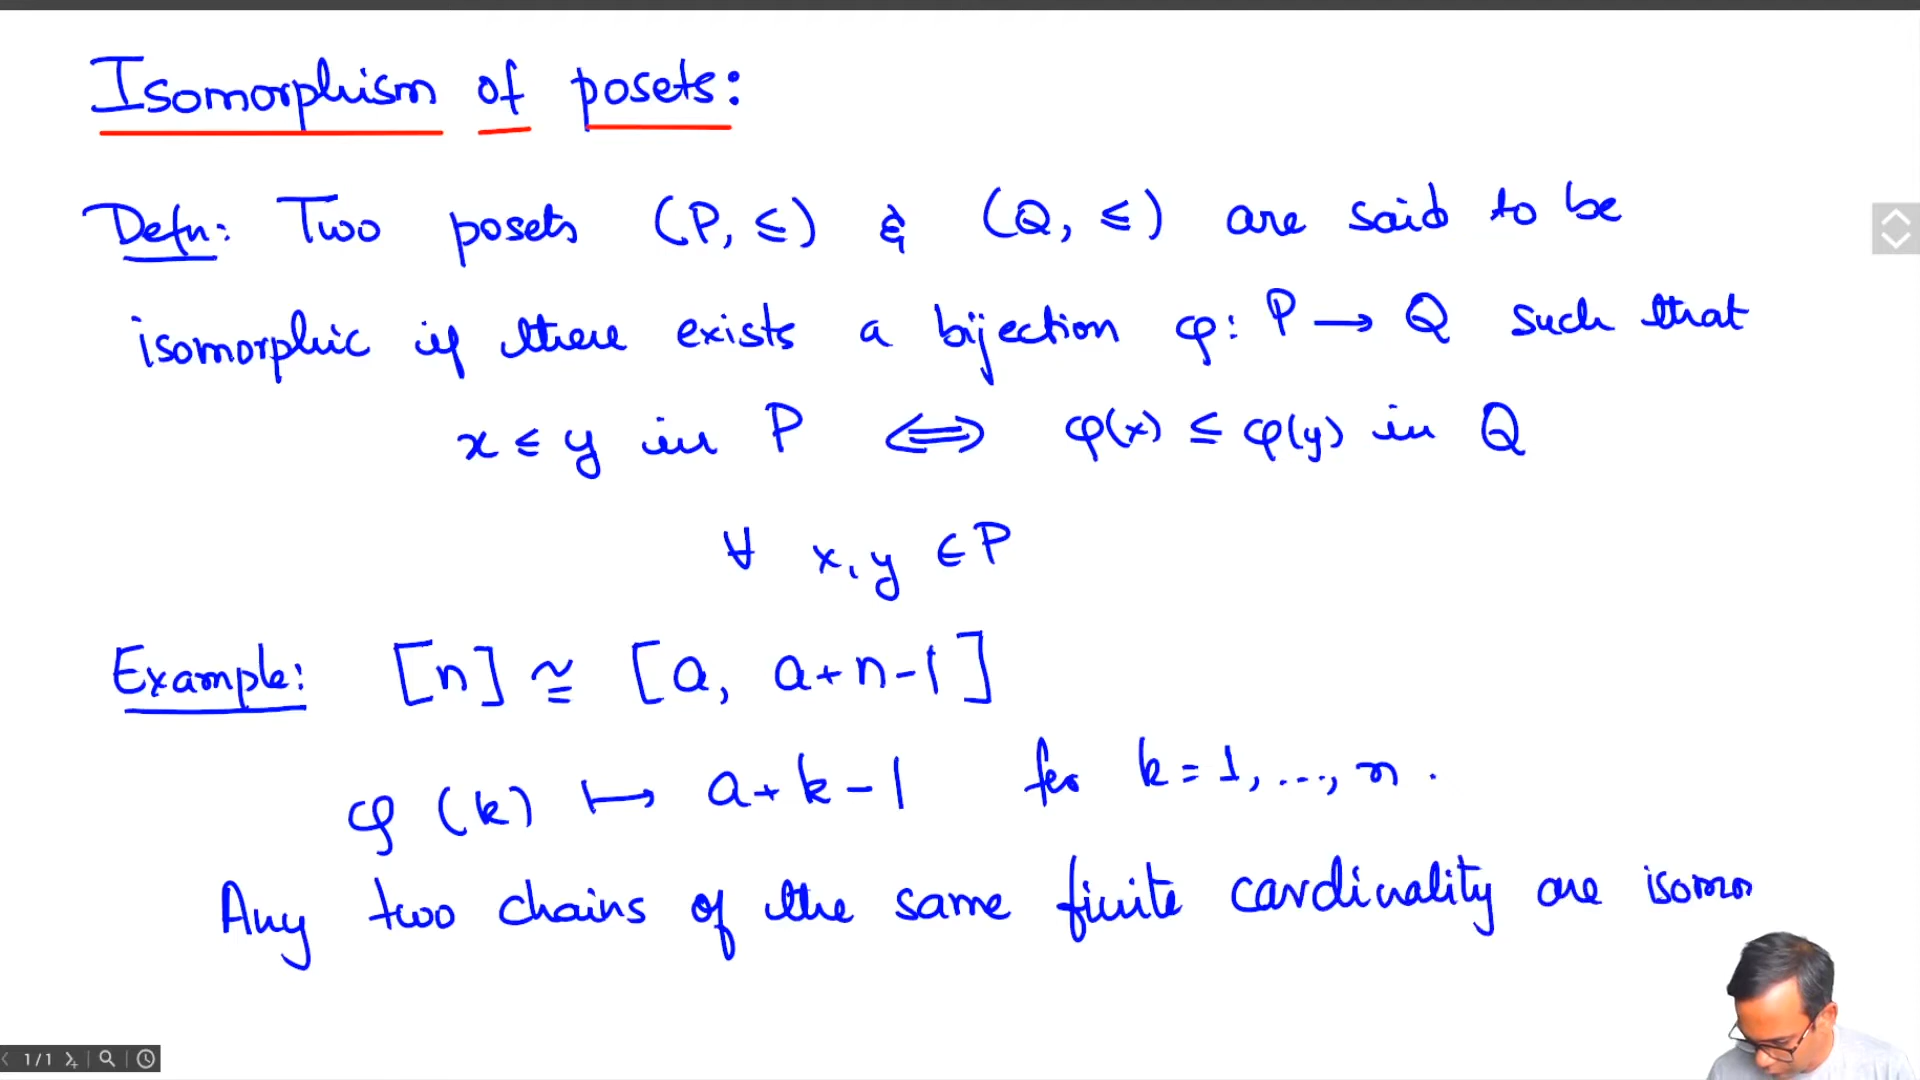 Isomorphism of posets:
Defn: Two posets (P, ≤) & (Q, ≤) are said to be
isomorphic if there exists a bijection φ: P → Q such that
x ≤ y in P ⟺ φ(x) ≤ φ(y) in Q
∀ x, y ∈ P
Example: [n] ≅ [a, a+n-1]
φ(k) ↦ a+k-1 for k=1,...,n.
Any two chains of the same finite cardinality are isomor
1/1